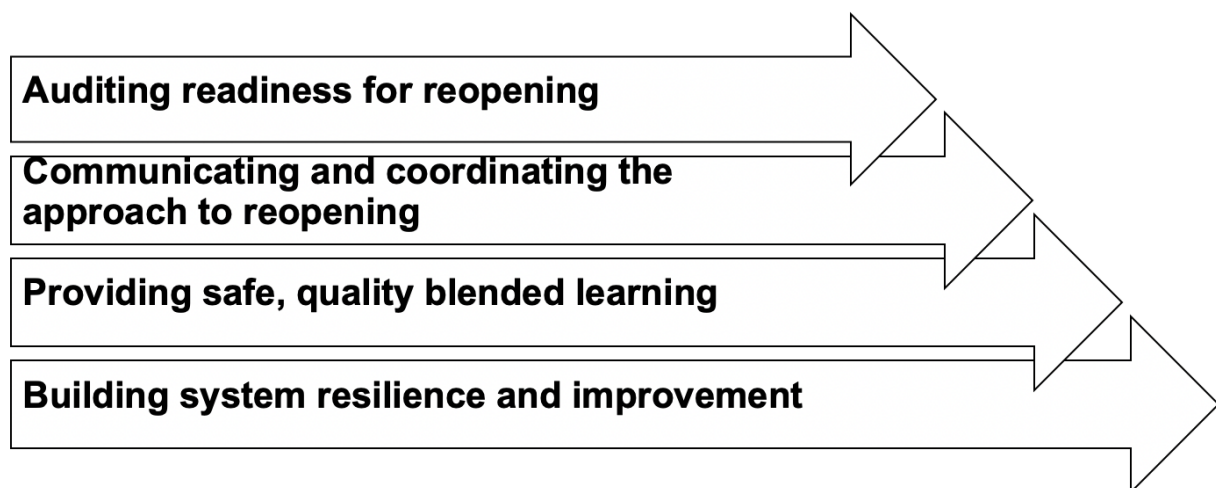 Auditing readiness for reopening
Communicating and coordinating the
approach to reopening
Providing safe, quality blended learning
Building system resilience and improvement